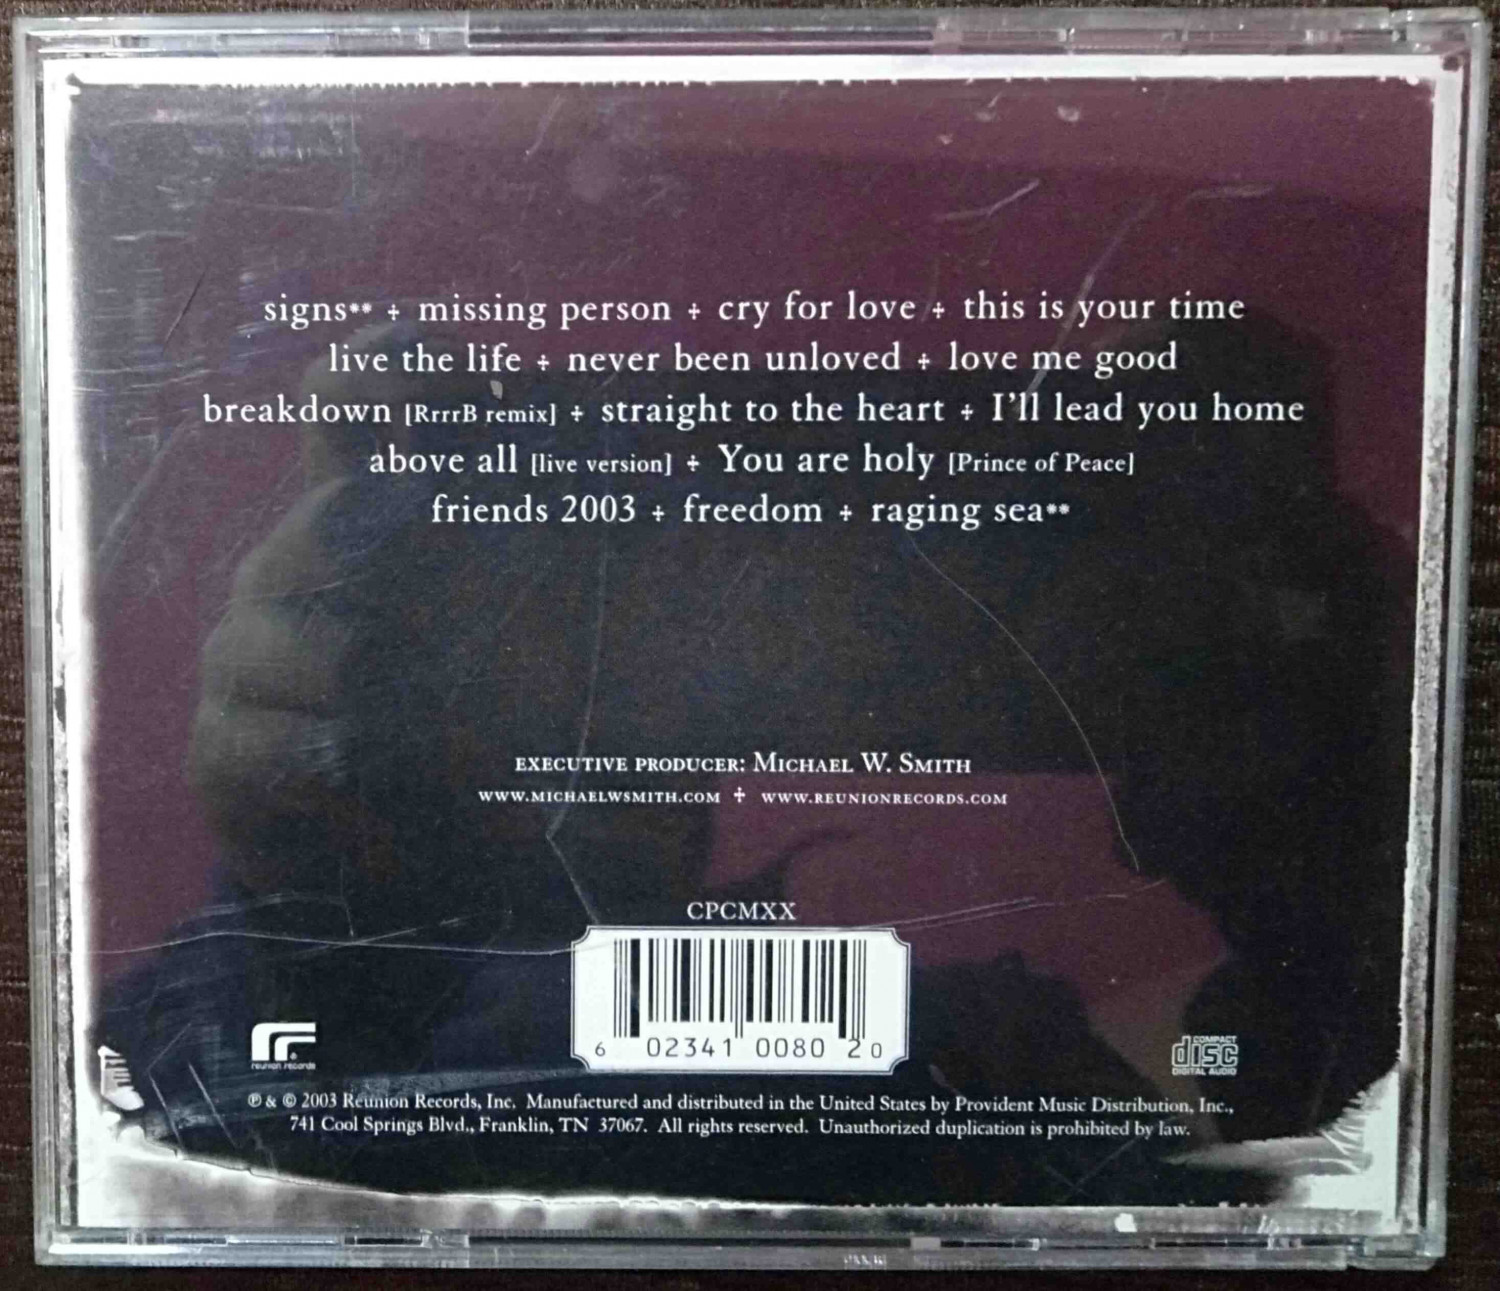 signs** + missing person + cry for love + this is your time
live the life + never been unloved + love me good
breakdown [RrrrB remix] + straight to the heart + I'll lead you home
above all [live version] + You are holy [Prince of Peace]
friends 2003 + freedom + raging sea**
EXECUTIVE PRODUCER: MICHAEL W. SMITH
WWW.MICHAELWSMITH.COM + WWW.REUNIONRECORDS.COM
CPCMXX
6 02341 0080 2 0
reunion records
COMPACT
disc
DIGITAL AUDIO
℗ & © 2003 Reunion Records, Inc. Manufactured and distributed in the United States by Provident Music Distribution, Inc.,
741 Cool Springs Blvd., Franklin, TN 37067. All rights reserved. Unauthorized duplication is prohibited by law.